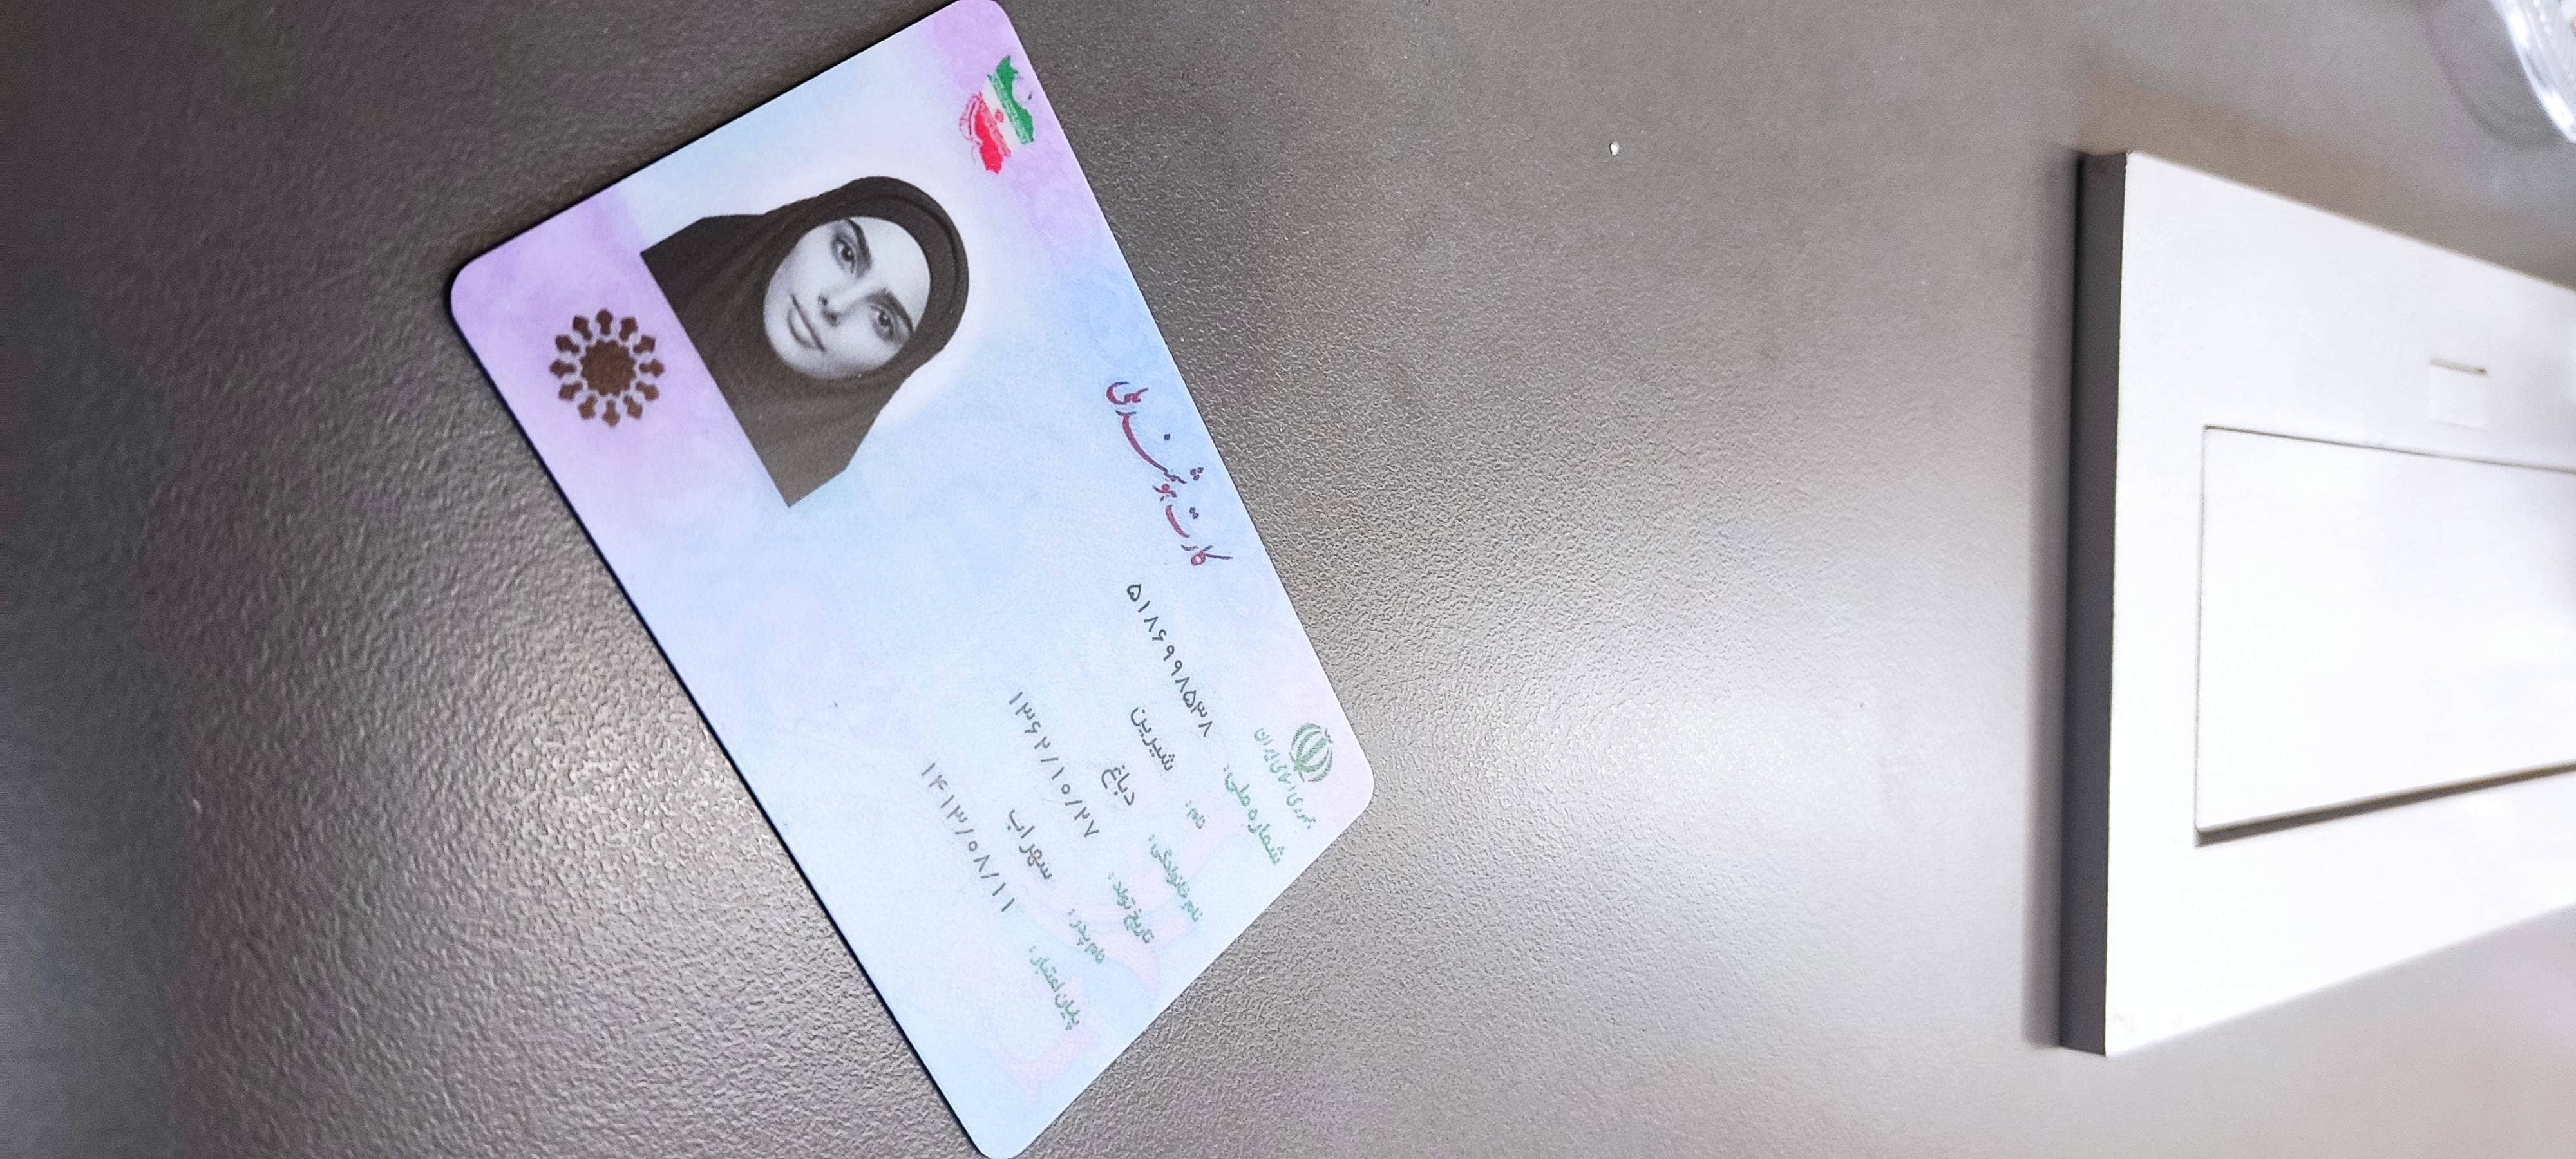 جمهوری اسلامی ایران
کارت هوشمند ملی
شماره ملی: ۵۱۸۶۹۹۸۵۳۸
نام: شیرین
نام خانوادگی: دباغ
تاریخ تولد: ۱۳۶۲/۱۰/۲۷
نام پدر: سهراب
پایان اعتبار: ۱۴۱۳/۰۸/۱۱